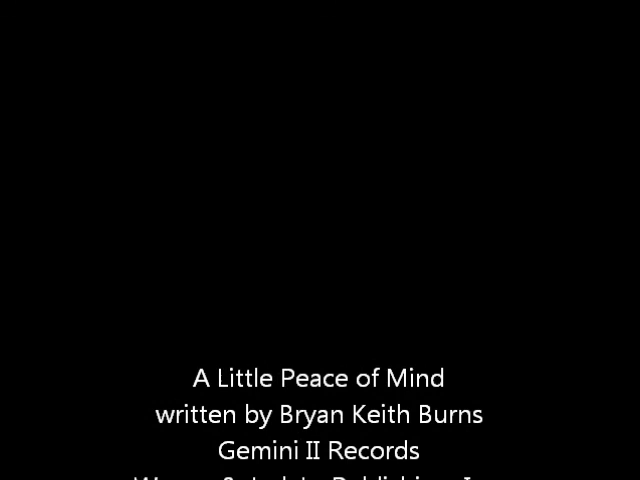 A Little Peace of Mind
written by Bryan Keith Burns
Gemini II Records